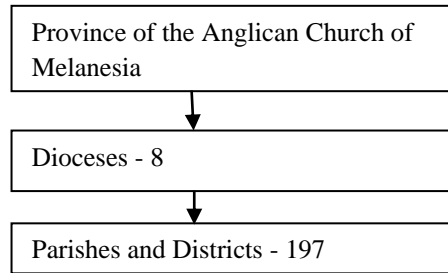 Province of the Anglican Church of
Melanesia
Dioceses - 8
Parishes and Districts - 197